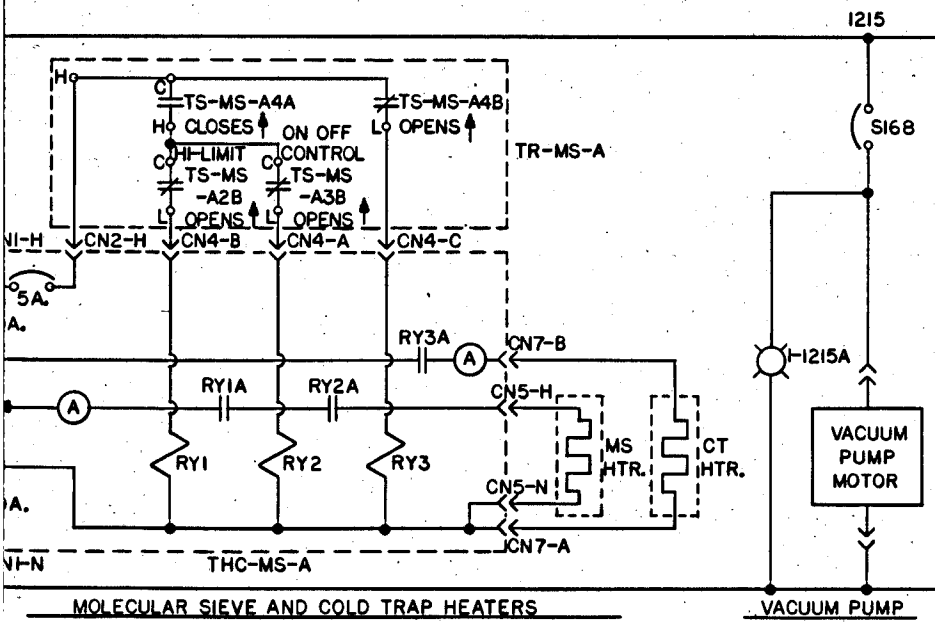 1215
H
C
TS-MS-A4A
TS-MS-A4B
H CLOSES
L OPENS
S168
ON OFF
CONTROL
HI-LIMIT
TR-MS-A
C
C
TS-MS
-A2B
TS-MS
-A3B
L OPENS
L OPENS
N1-H
CN2-H
CN4-B
CN4-A
CN4-C
5A.
A.
RY3A
A
CN7-B
I-1215A
RY1A
RY2A
CN5-H
A
RY1
RY2
RY3
MS
HTR.
CT
HTR.
VACUUM
PUMP
MOTOR
CN5-N
A.
CN7-A
N1-N
THC-MS-A
MOLECULAR SIEVE AND COLD TRAP HEATERS
VACUUM PUMP